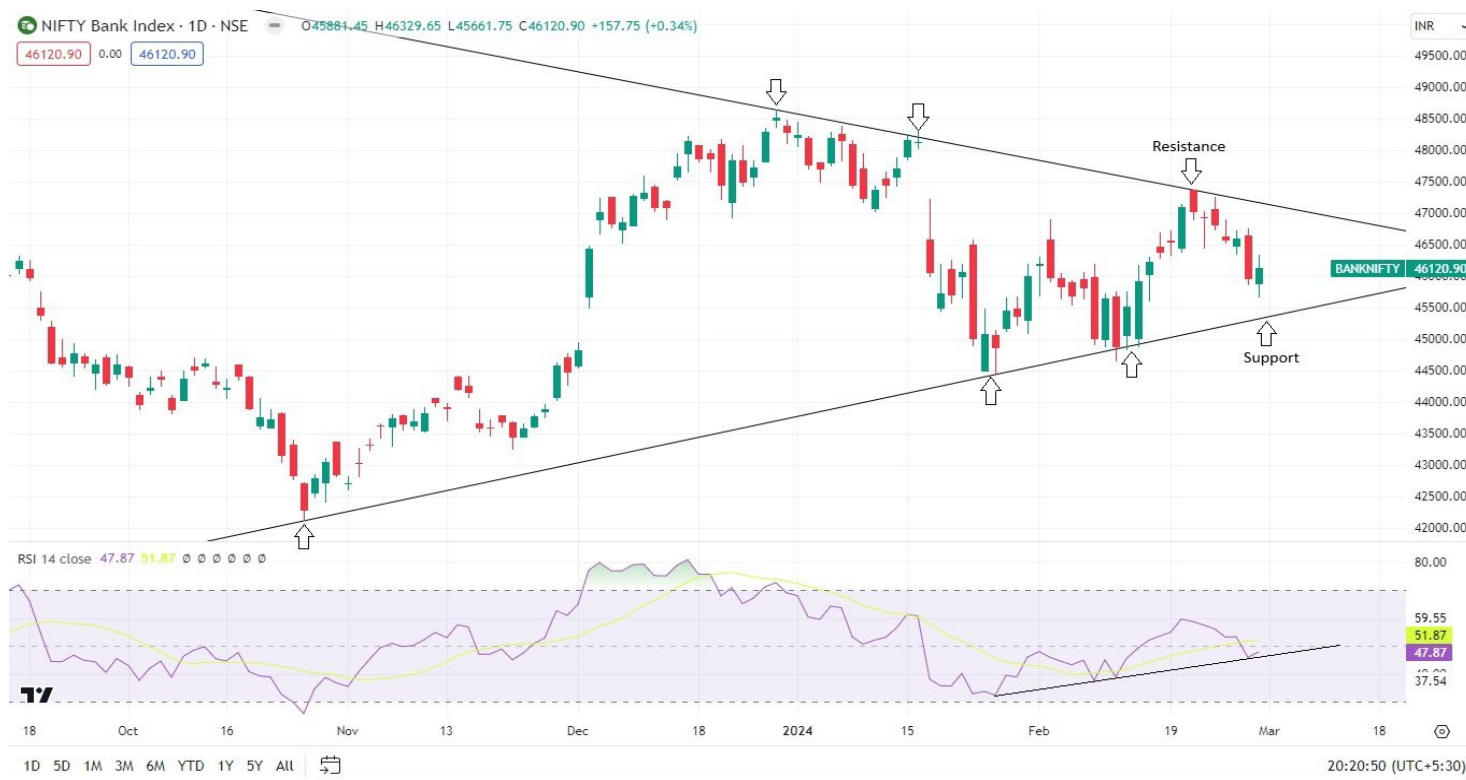 NIFTY Bank Index · 1D · NSE O45881.45 H46329.65 L45661.75 C46120.90 +157.75 (+0.34%)
INR
46120.90 0.00 46120.90
49500.00
49000.00
48500.00
48000.00
Resistance
47500.00
47000.00
46500.00
BANKNIFTY 46120.90
46000.00
45500.00
45000.00
Support
44500.00
44000.00
43500.00
43000.00
42500.00
42000.00
RSI 14 close 47.87 51.87 Ø Ø Ø Ø Ø Ø
80.00
59.55
51.87
47.87
40.00
37.54
18 Oct 16 Nov 13 Dec 18 2024 15 Feb 19 Mar 18
1D 5D 1M 3M 6M YTD 1Y 5Y All 20:20:50 (UTC+5:30)